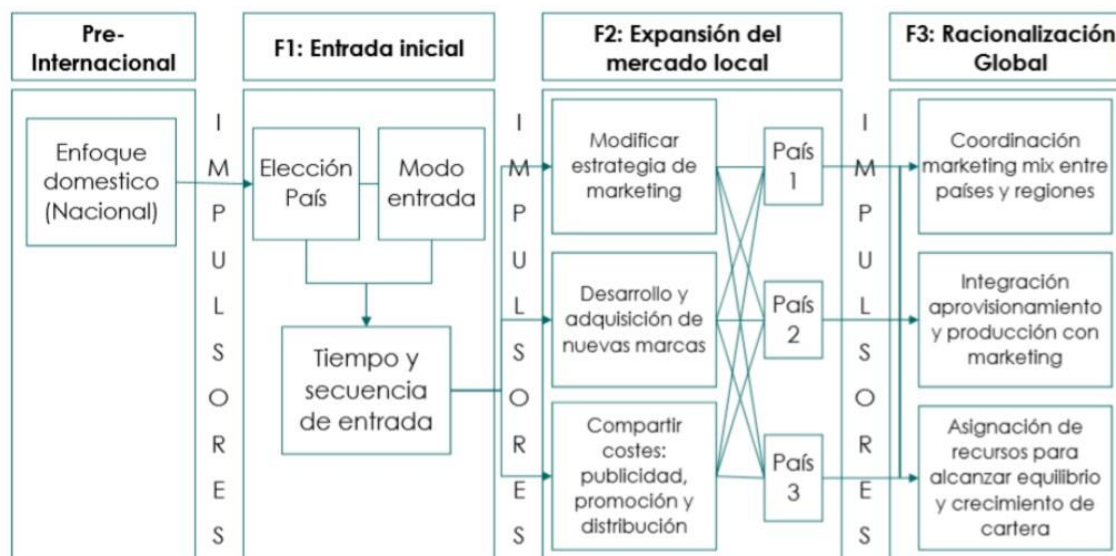 Pre-
Internacional
F1: Entrada inicial
F2: Expansión del
mercado local
F3: Racionalización
Global
Enfoque
domestico
(Nacional)
IMPULSORES
Elección
País
Modo
entrada
Tiempo y
secuencia
de entrada
IMPULSORES
Modificar
estrategia de
marketing
Desarrollo y
adquisición de
nuevas marcas
Compartir
costes:
publicidad,
promoción y
distribución
País
1
País
2
País
3
IMPULSORES
Coordinación
marketing mix entre
países y regiones
Integración
aprovisionamiento
y producción con
marketing
Asignación de
recursos para
alcanzar equilibrio
y crecimiento de
cartera